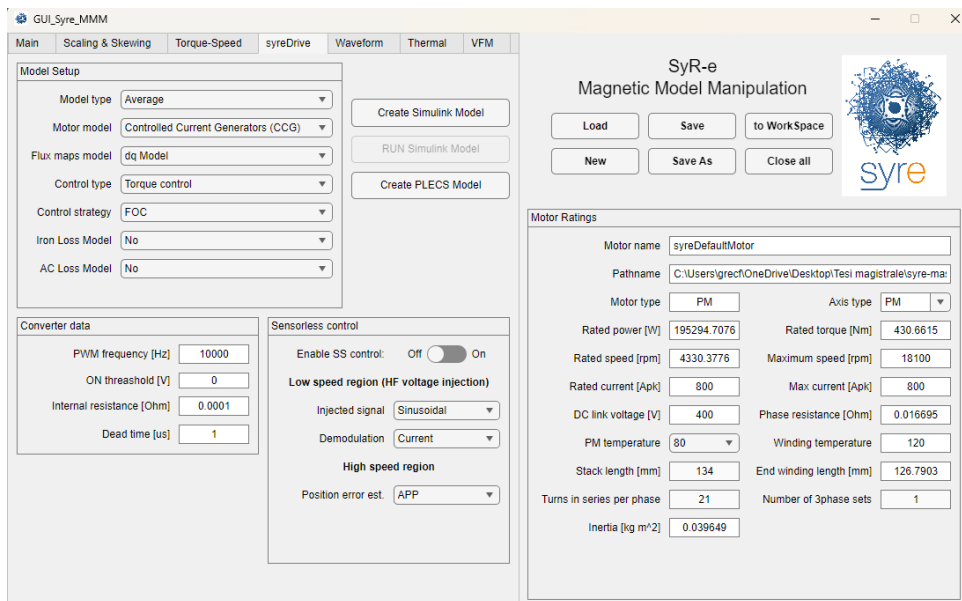 GUI_Syre_MMM
Main Scaling & Skewing Torque-Speed syreDrive Waveform Thermal VFM
Model Setup
Model type Average
Motor model Controlled Current Generators (CCG)
Flux maps model dq Model
Control type Torque control
Control strategy FOC
Iron Loss Model No
AC Loss Model No
Create Simulink Model
RUN Simulink Model
Create PLECS Model
Converter data
PWM frequency [Hz] 10000
ON threashold [V] 0
Internal resistance [Ohm] 0.0001
Dead time [us] 1
Sensorless control
Enable SS control: Off On
Low speed region (HF voltage injection)
Injected signal Sinusoidal
Demodulation Current
High speed region
Position error est. APP
SyR-e
Magnetic Model Manipulation
Load Save to WorkSpace
New Save As Close all
syre
Motor Ratings
Motor name syreDefaultMotor
Pathname C:\Users\grecf\OneDrive\Desktop\Tesi magistrale\syre-mas
Motor type PM Axis type PM
Rated power [W] 195294.7076 Rated torque [Nm] 430.6615
Rated speed [rpm] 4330.3776 Maximum speed [rpm] 18100
Rated current [Apk] 800 Max current [Apk] 800
DC link voltage [V] 400 Phase resistance [Ohm] 0.016695
PM temperature 80 Winding temperature 120
Stack length [mm] 134 End winding length [mm] 126.7903
Turns in series per phase 21 Number of 3phase sets 1
Inertia [kg m^2] 0.039649